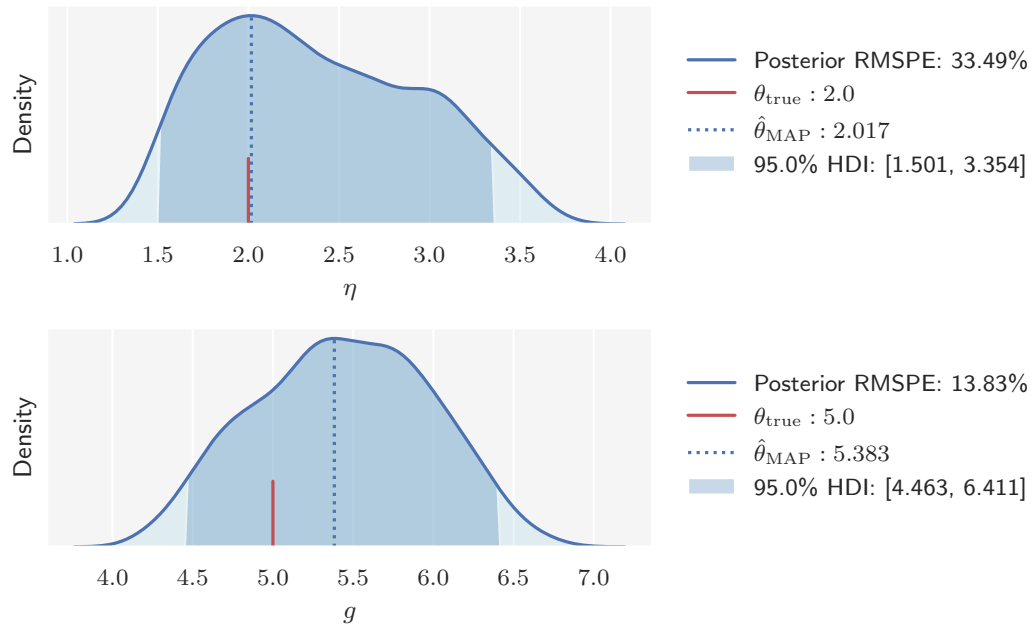 Density
1.0 1.5 2.0 2.5 3.0 3.5 4.0
η
Posterior RMSPE: 33.49%
θ_true : 2.0
θ̂_MAP : 2.017
95.0% HDI: [1.501, 3.354]
Density
4.0 4.5 5.0 5.5 6.0 6.5 7.0
g
Posterior RMSPE: 13.83%
θ_true : 5.0
θ̂_MAP : 5.383
95.0% HDI: [4.463, 6.411]